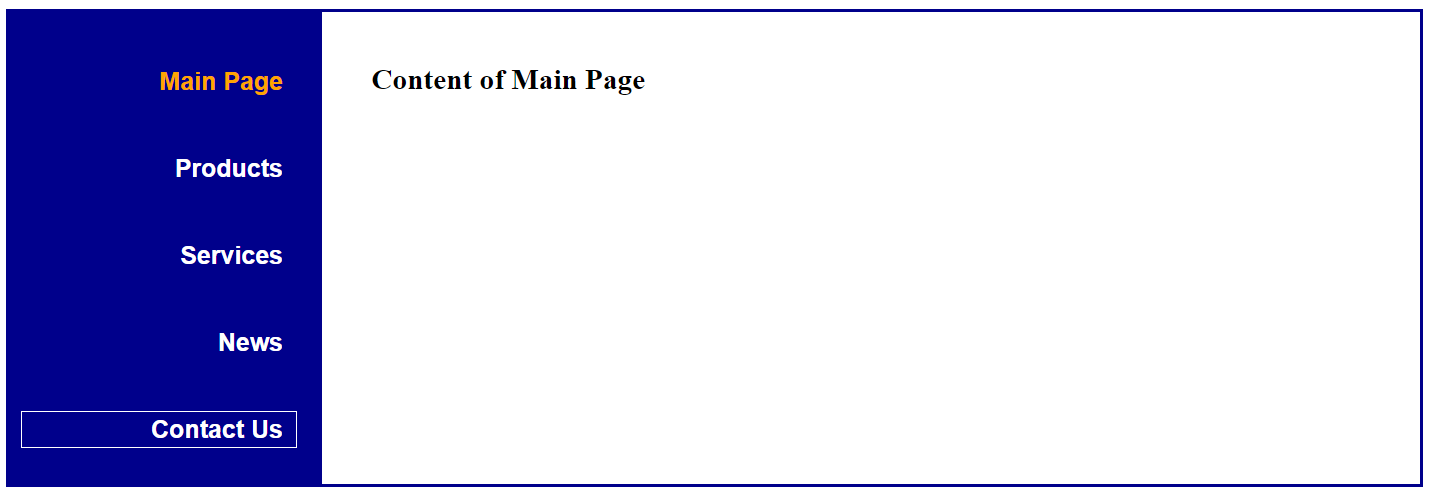 Main Page
Content of Main Page
Products
Services
News
Contact Us